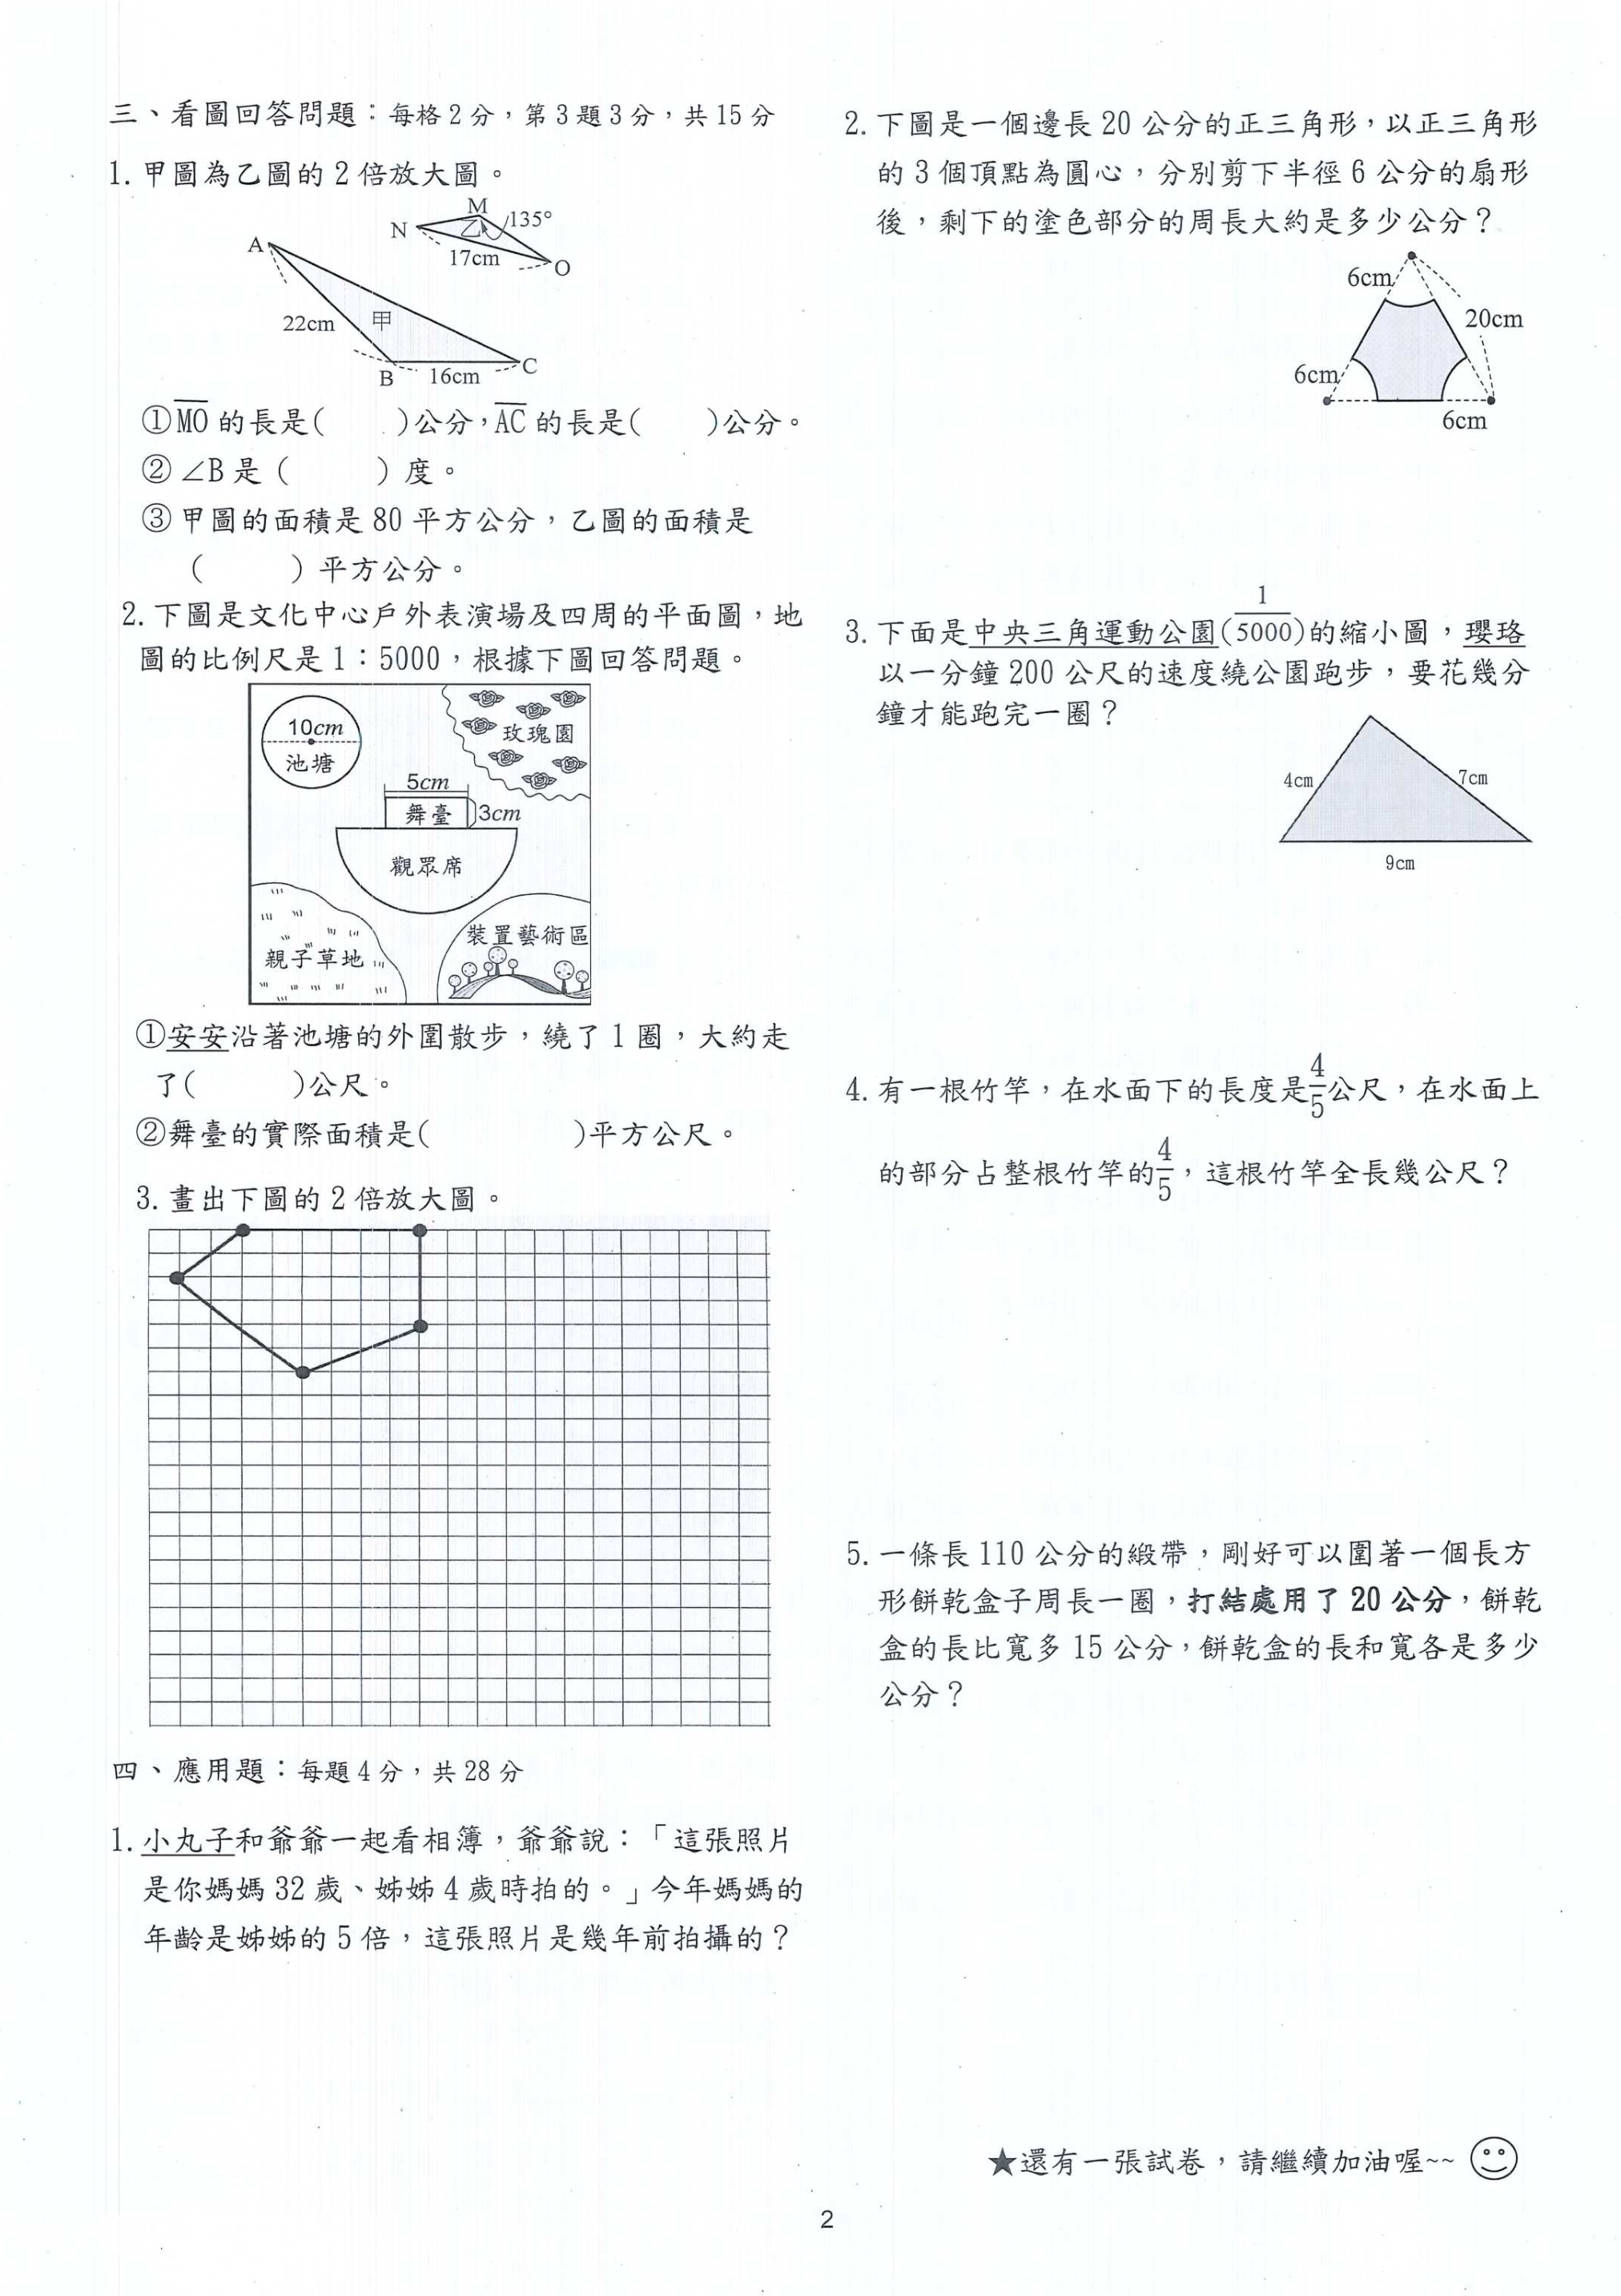 三、看圖回答問題：每格2分，第3題3分，共15分
1.甲圖為乙圖的2倍放大圖。
M
135°
N
乙
17cm
O
A
22cm
甲
B
16cm
C
①MO的長是(　　)公分，AC的長是(　　)公分。
②∠B是（　　）度。
③甲圖的面積是80平方公分，乙圖的面積是
（　　）平方公分。
2.下圖是文化中心戶外表演場及四周的平面圖，地
圖的比例尺是1：5000，根據下圖回答問題。
10cm
池塘
玫瑰園
5cm
舞臺
3cm
觀眾席
裝置藝術區
親子草地
①安安沿著池塘的外圍散步，繞了1圈，大約走
了(　　)公尺。
②舞臺的實際面積是(　　)平方公尺。
3.畫出下圖的2倍放大圖。
四、應用題：每題4分，共28分
1.小丸子和爺爺一起看相簿，爺爺說：「這張照片
是你媽媽32歲、姊姊4歲時拍的。」今年媽媽的
年齡是姊姊的5倍，這張照片是幾年前拍攝的？
2.下圖是一個邊長20公分的正三角形，以正三角形
的3個頂點為圓心，分別剪下半徑6公分的扇形
後，剩下的塗色部分的周長大約是多少公分？
6cm
20cm
6cm
6cm
3.下面是中央三角運動公園(1/5000)的縮小圖，瓔珞
以一分鐘200公尺的速度繞公園跑步，要花幾分
鐘才能跑完一圈？
4cm
7cm
9cm
4.有一根竹竿，在水面下的長度是4/5公尺，在水面上
的部分占整根竹竿的4/5，這根竹竿全長幾公尺？
5.一條長110公分的緞帶，剛好可以圍著一個長方
形餅乾盒子周長一圈，打結處用了20公分，餅乾
盒的長比寬多15公分，餅乾盒的長和寬各是多少
公分？
★還有一張試卷，請繼續加油喔~~
2